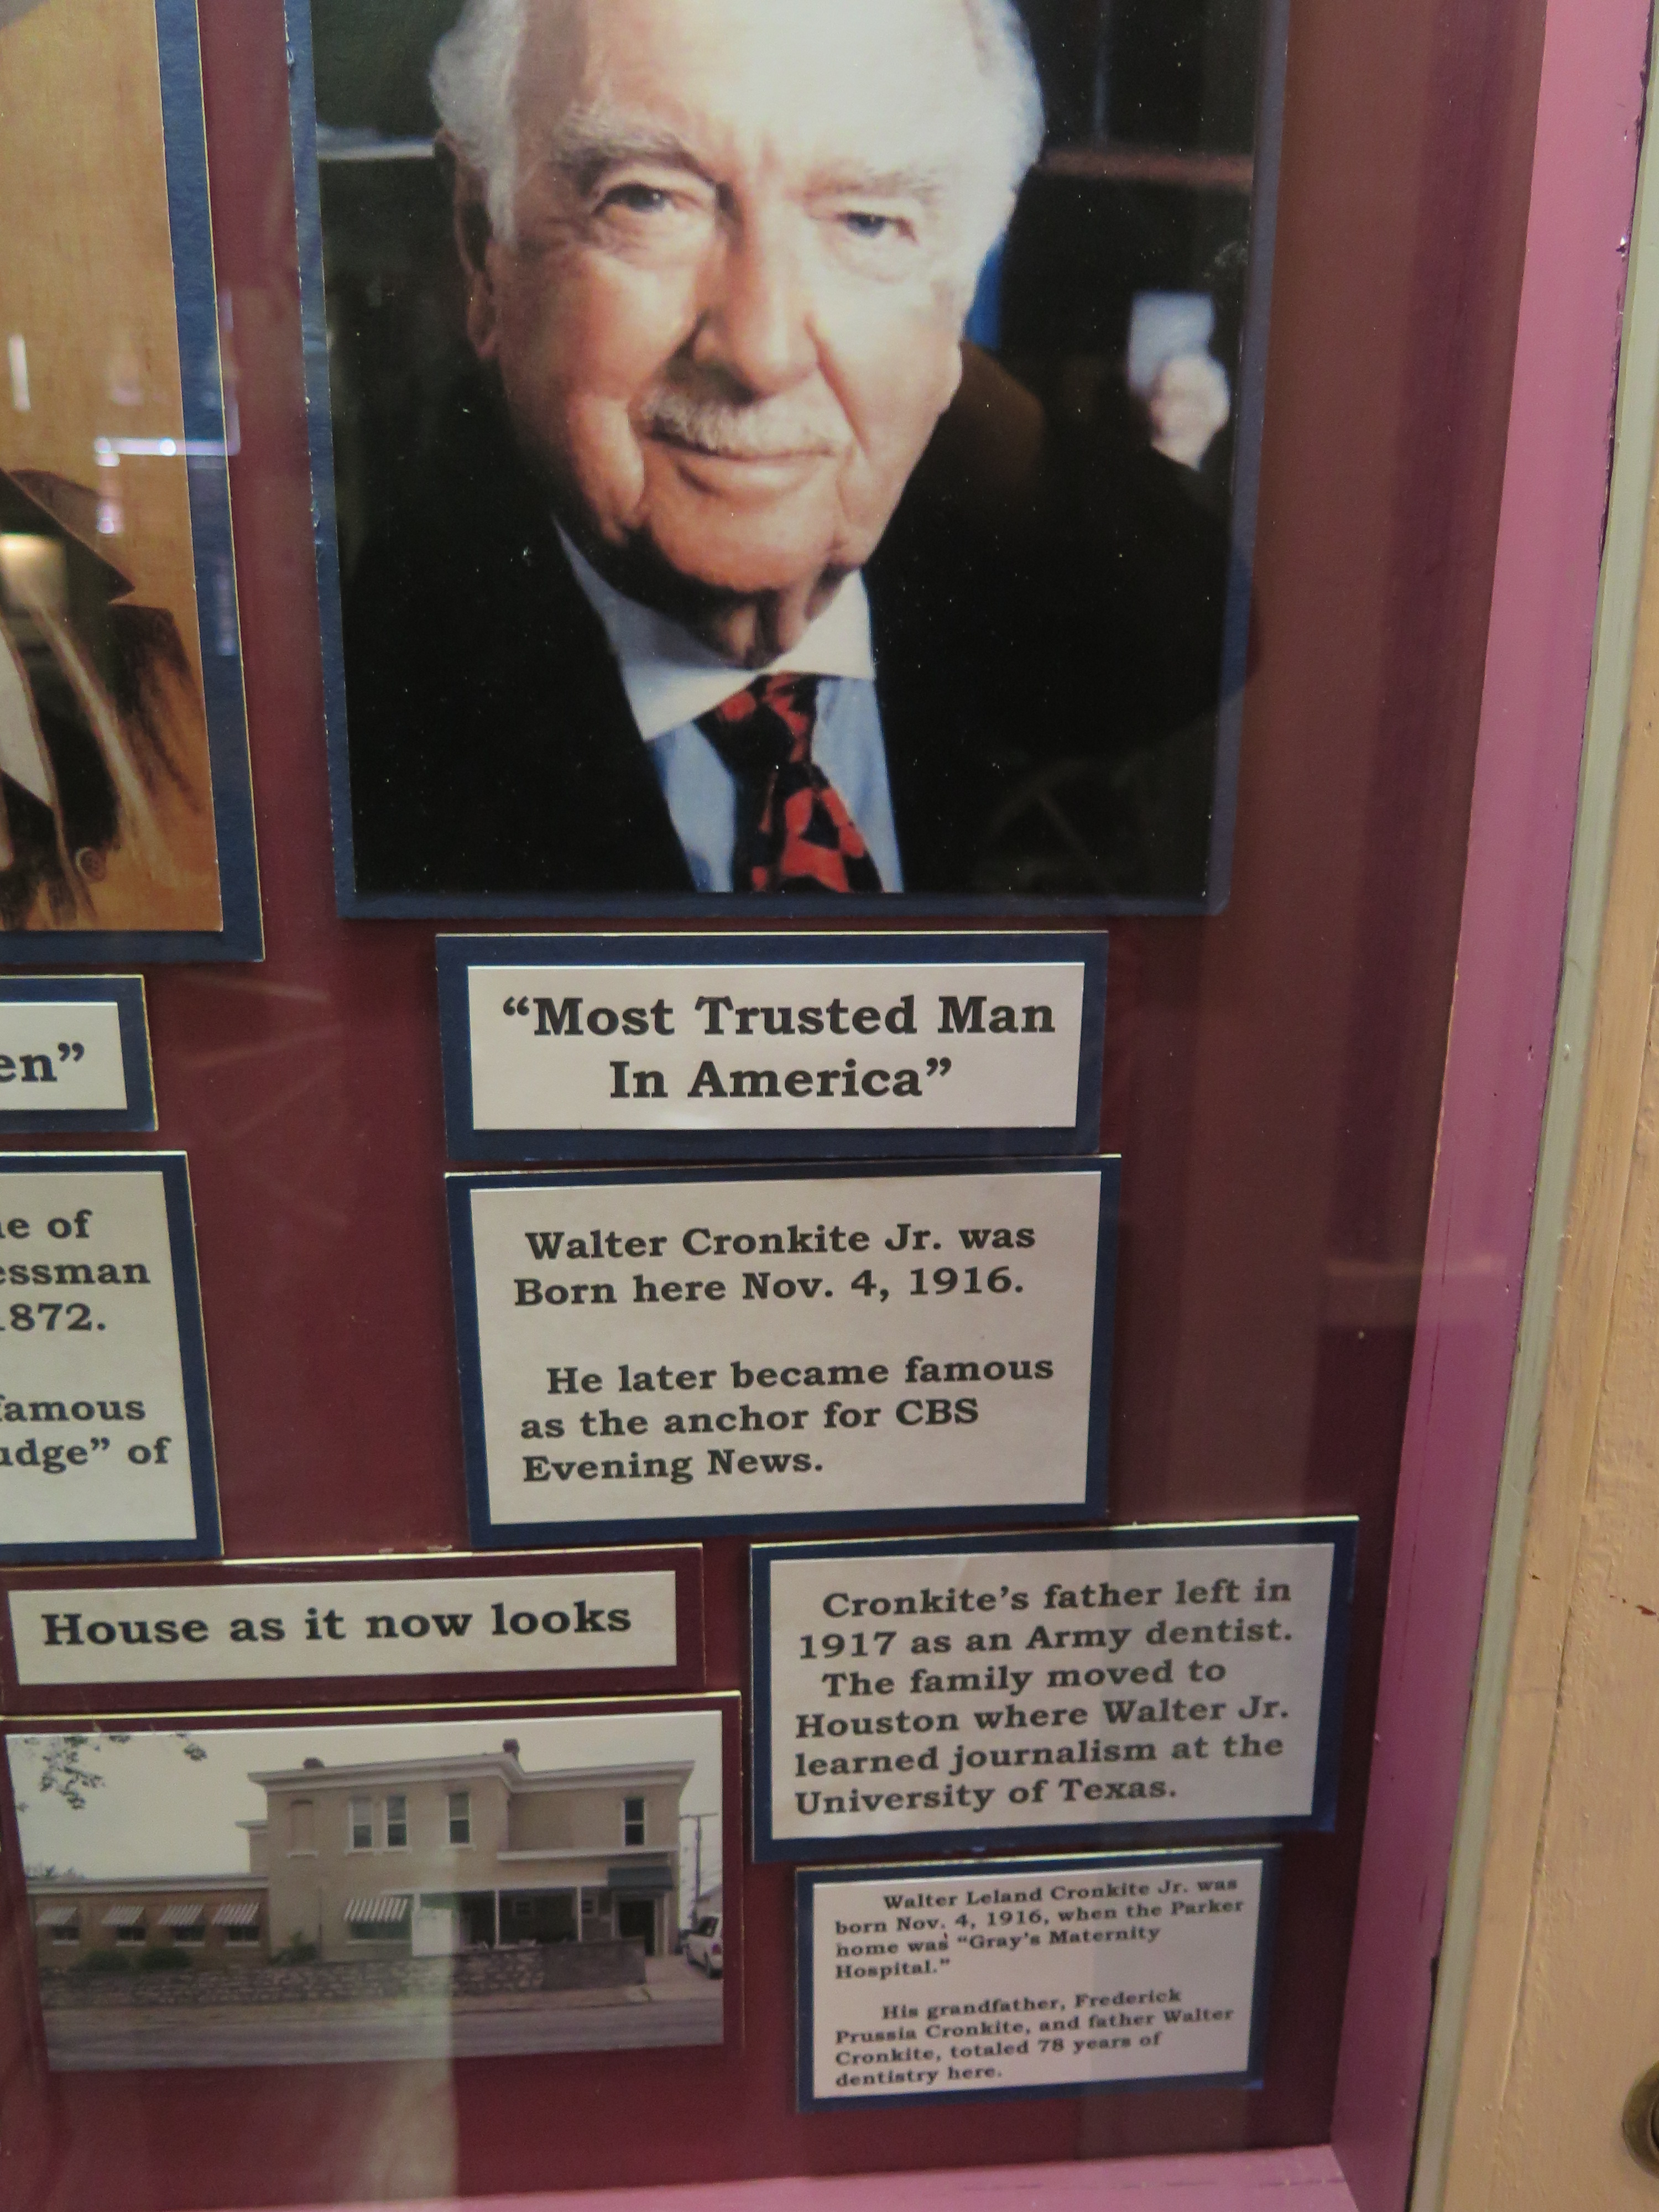 en”
of
1872.
famous
of
“Most Trusted Man
In America”
Walter Cronkite Jr. was
Born here Nov. 4, 1916.
He later became famous
as the anchor for CBS
Evening News.
House as it now looks
Cronkite’s father left in
1917 as an Army dentist.
The family moved to
Houston where Walter Jr.
learned journalism at the
University of Texas.
Walter Leland Cronkite Jr. was
born Nov. 4, 1916, when the Parker
home was “Gray’s Maternity
Hospital.”
His grandfather, Frederick
Prussia Cronkite, and father Walter
Cronkite, totaled 78 years of
dentistry here.